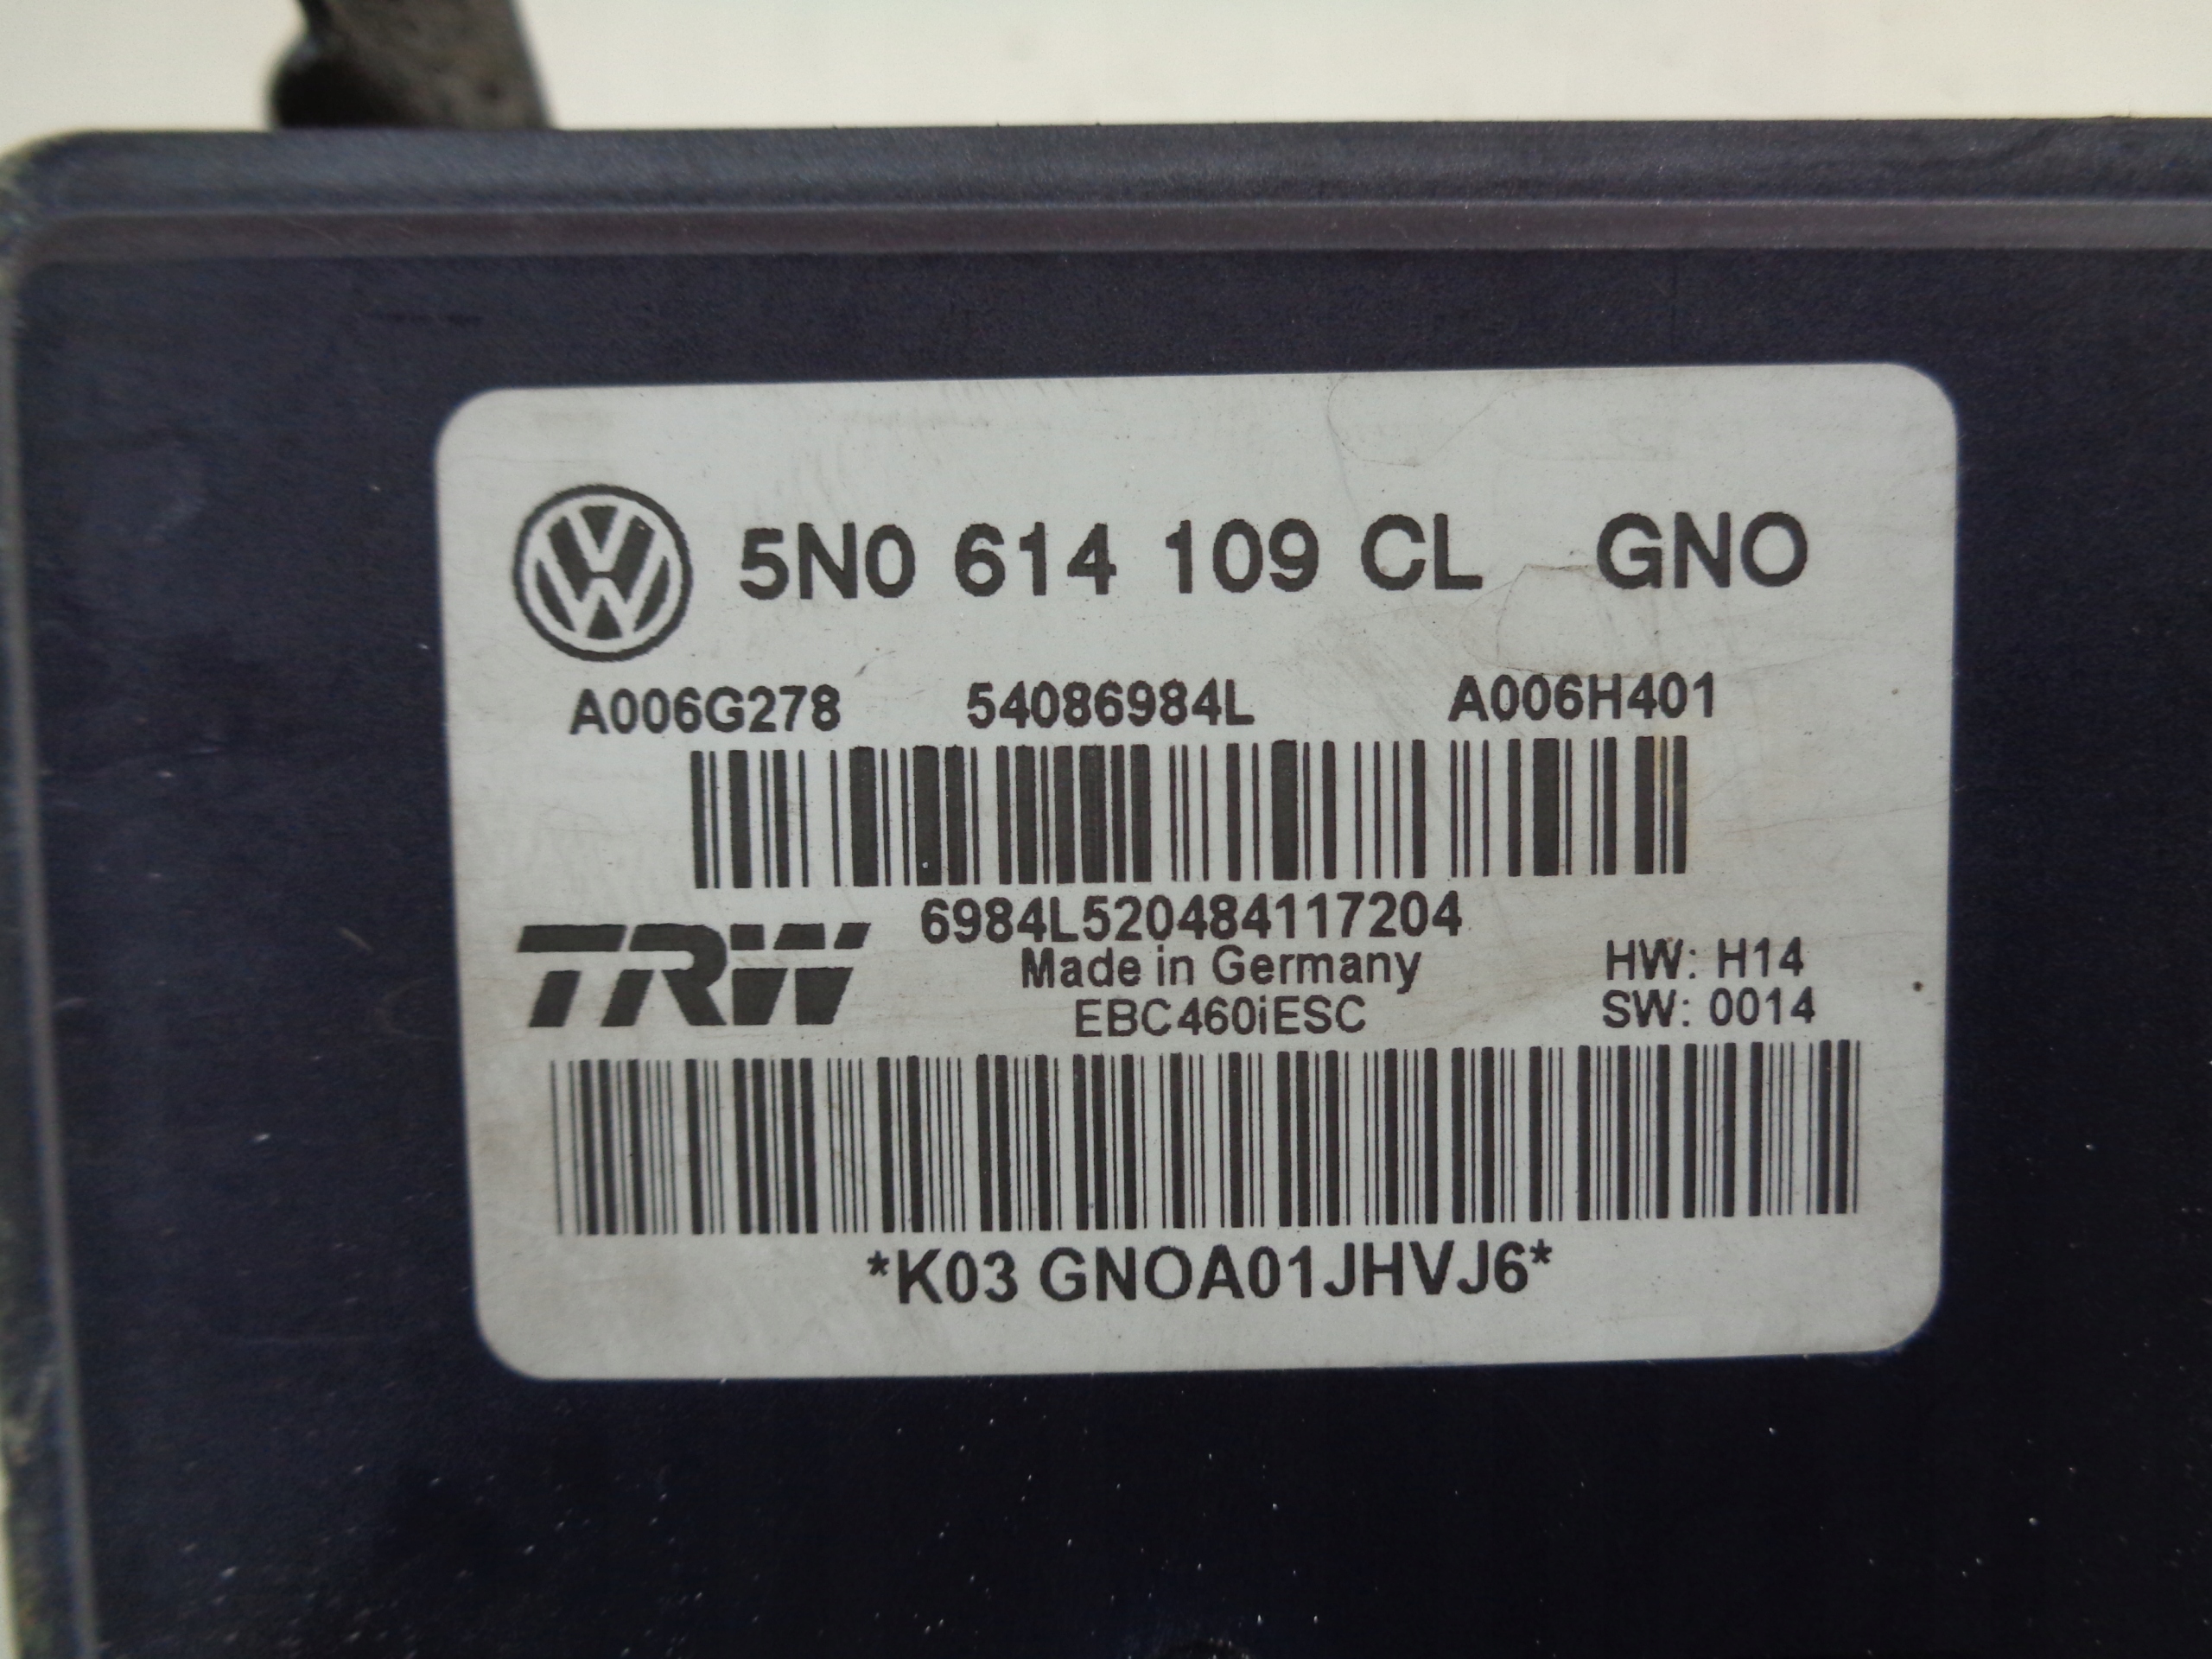 5N0 614 109 CL GNO
A006G278 54086984L A006H401
6984L520484117204
TRW
Made in Germany
HW: H14
EBC460iESC
SW: 0014
*K03 GNOA01JHVJ6*